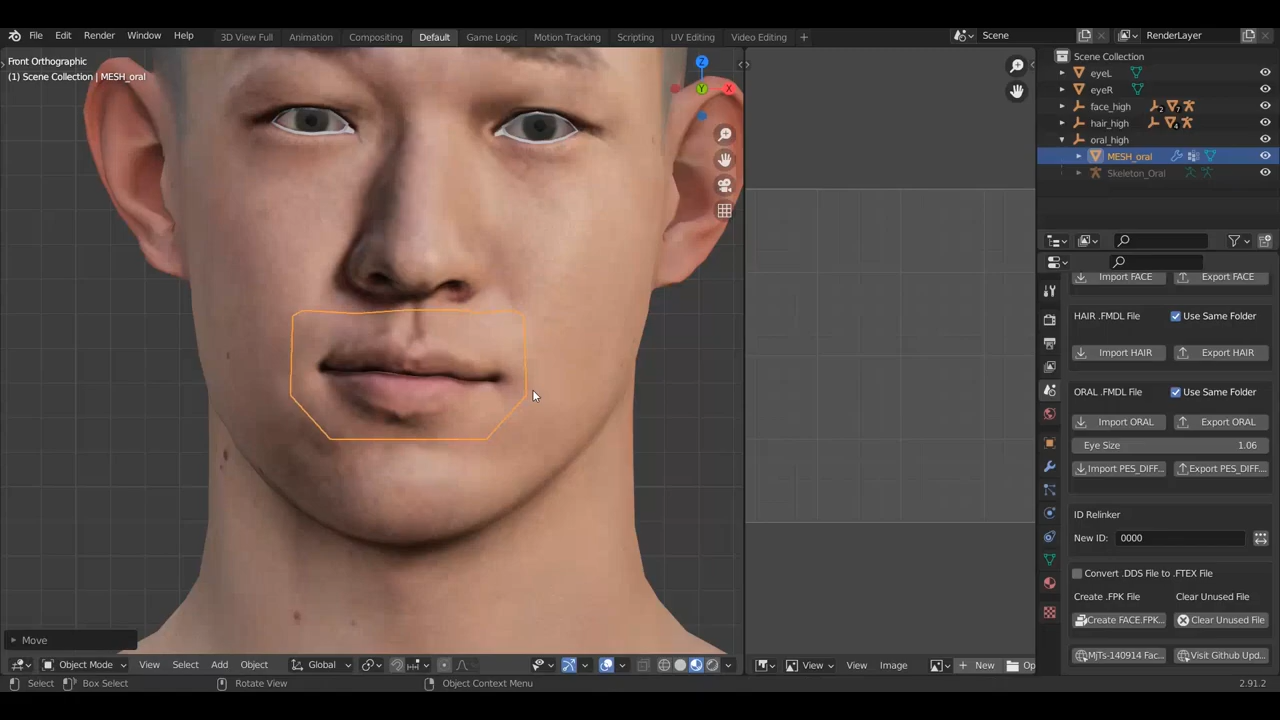 File Edit Render Window Help 3D View Full Animation Compositing Default Game Logic Motion Tracking Scripting UV Editing Video Editing + Scene RenderLayer
Front Orthographic
(1) Scene Collection | MESH_oral
Z
Y
X
Scene Collection
eyeL
eyeR
face_high
hair_high
oral_high
MESH_oral
Skeleton_Oral
Import FACE Export FACE
HAIR .FMDL File Use Same Folder
Import HAIR Export HAIR
ORAL .FMDL File Use Same Folder
Import ORAL Export ORAL
Eye Size 1.06
Import PES_DIFF... Export PES_DIFF....
ID Relinker
New ID: 0000
Convert .DDS File to .FTEX File
Create .FPK File Clear Unused File
Create FACE.FPK... Clear Unused File
MjTs-140914 Fac... Visit Github Upd...
Move
Object Mode View Select Add Object Global View View Image New Op
Select Box Select Rotate View Object Context Menu 2.91.2